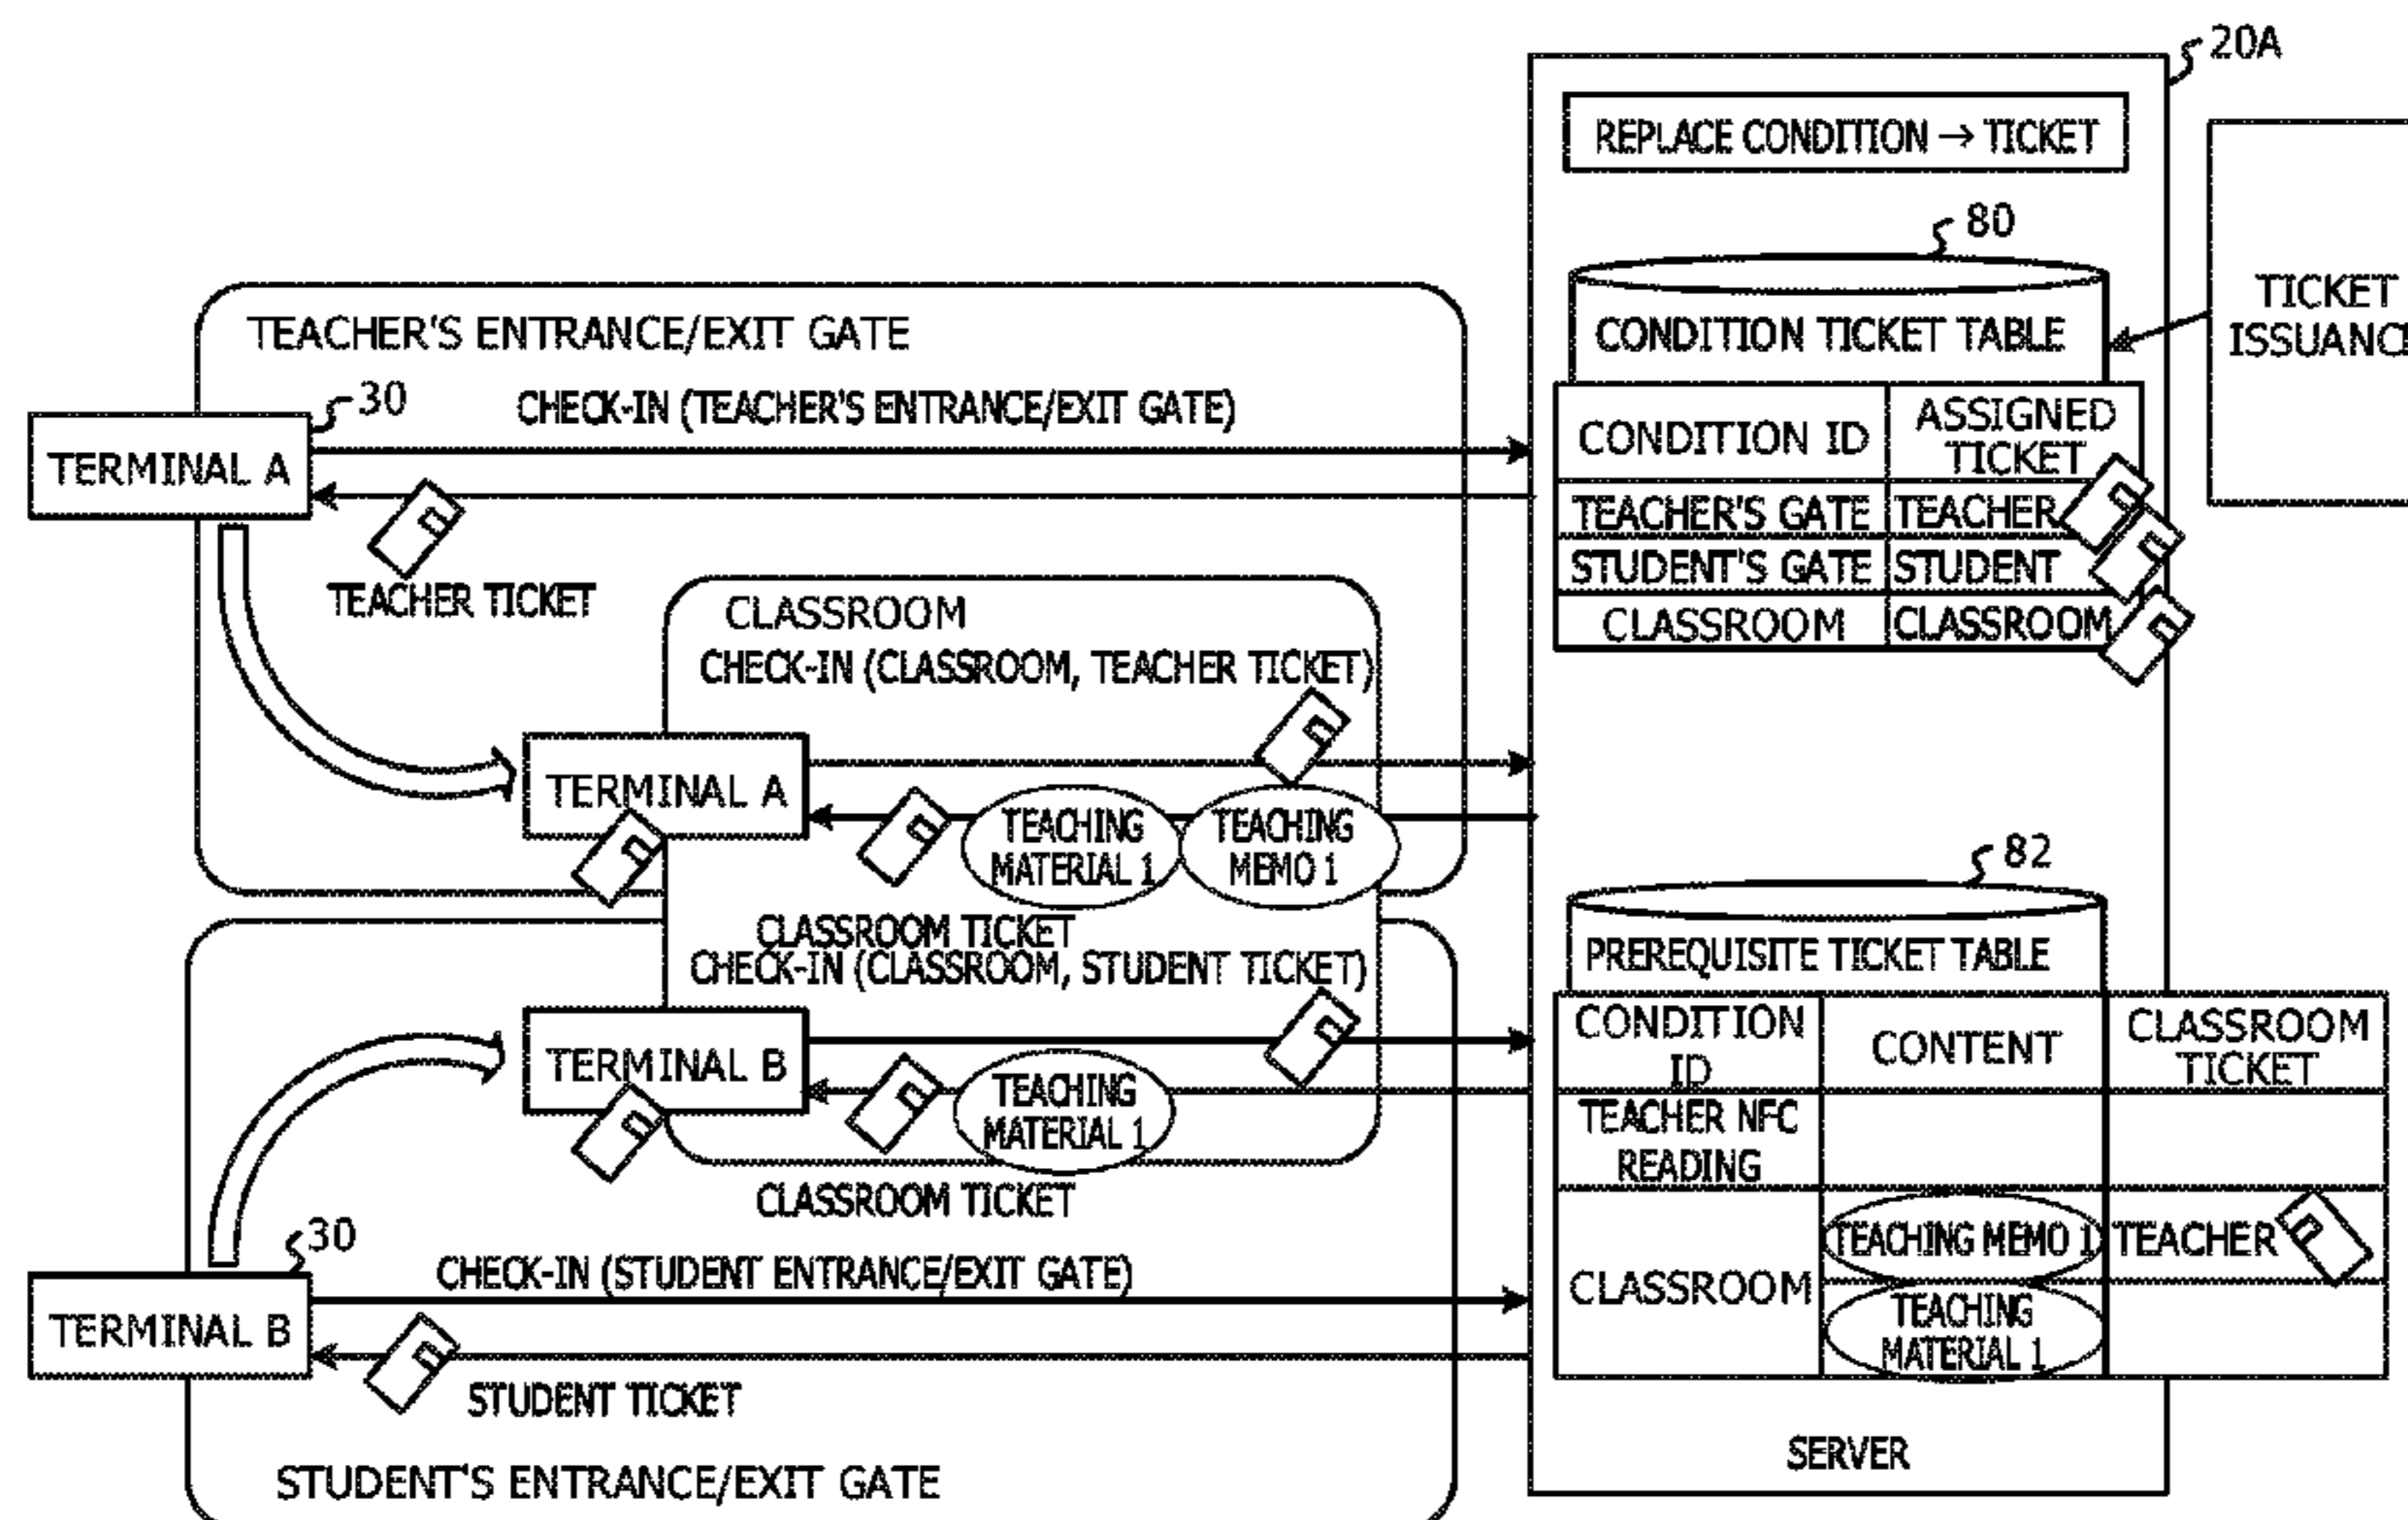 20A
REPLACE CONDITION → TICKET
80
CONDITION TICKET TABLE
TICKET
ISSUANCE
CONDITION ID
ASSIGNED
TICKET
TEACHER'S GATE
TEACHER
STUDENT'S GATE
STUDENT
CLASSROOM
CLASSROOM
TEACHER'S ENTRANCE/EXIT GATE
30
CHECK-IN (TEACHER'S ENTRANCE/EXIT GATE)
TERMINAL A
TEACHER TICKET
CLASSROOM
CHECK-IN (CLASSROOM, TEACHER TICKET)
TERMINAL A
TEACHING
MATERIAL 1
TEACHING
MEMO 1
CLASSROOM TICKET
CHECK-IN (CLASSROOM, STUDENT TICKET)
TERMINAL B
TEACHING
MATERIAL 1
CLASSROOM TICKET
30
CHECK-IN (STUDENT ENTRANCE/EXIT GATE)
TERMINAL B
STUDENT TICKET
STUDENT'S ENTRANCE/EXIT GATE
82
PREREQUISITE TICKET TABLE
CONDITION
ID
CONTENT
CLASSROOM
TICKET
TEACHER NFC
READING
CLASSROOM
TEACHING MEMO 1
TEACHER
TEACHING
MATERIAL 1
SERVER